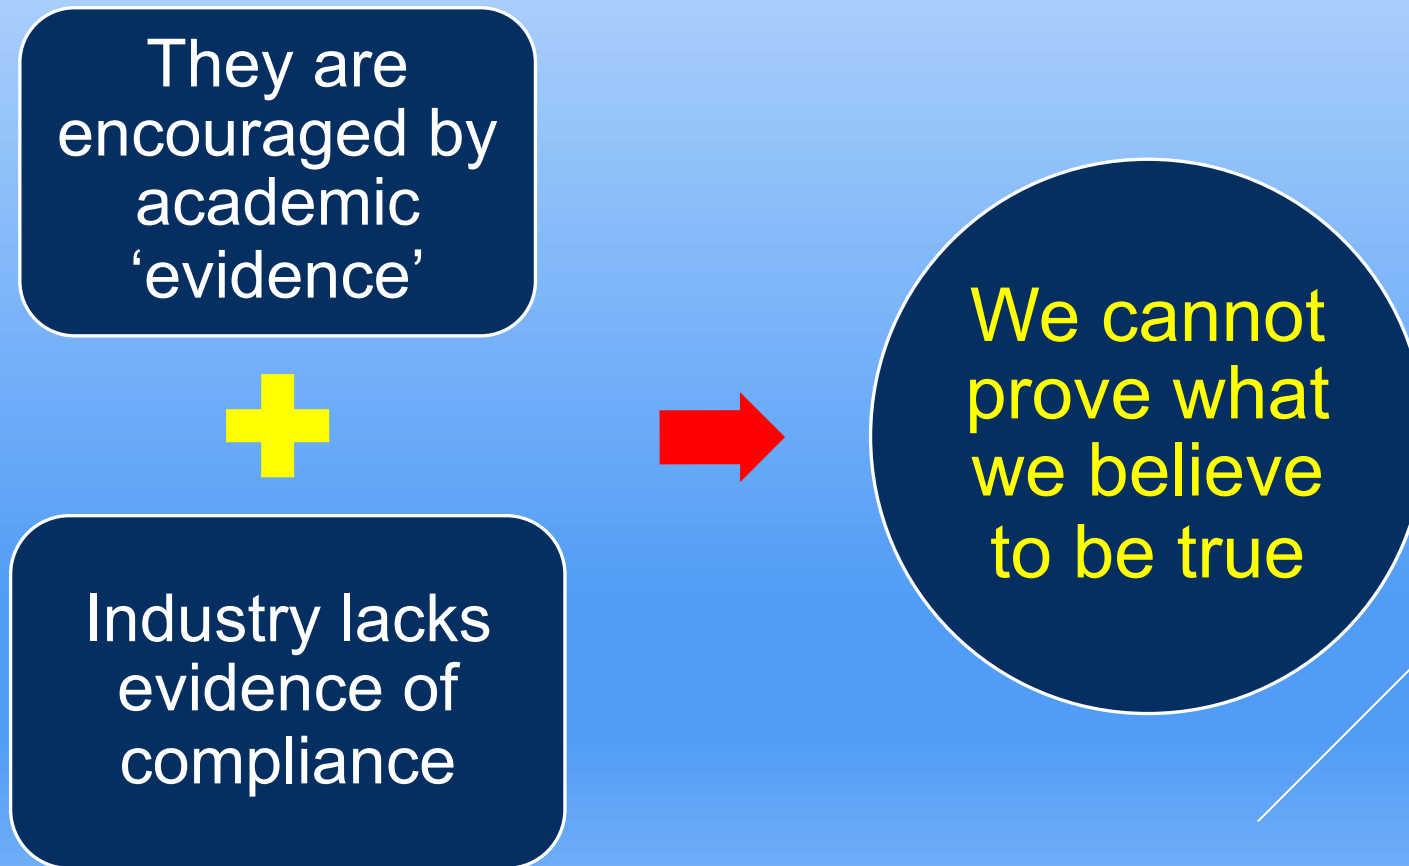 They are
encouraged by
academic
‘evidence’
Industry lacks
evidence of
compliance
We cannot
prove what
we believe
to be true